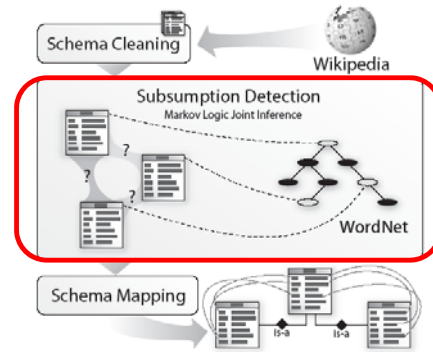 Schema Cleaning
Wikipedia
Subsumption Detection
Markov Logic Joint Inference
?
?
?
WordNet
Schema Mapping
is-a
is-a